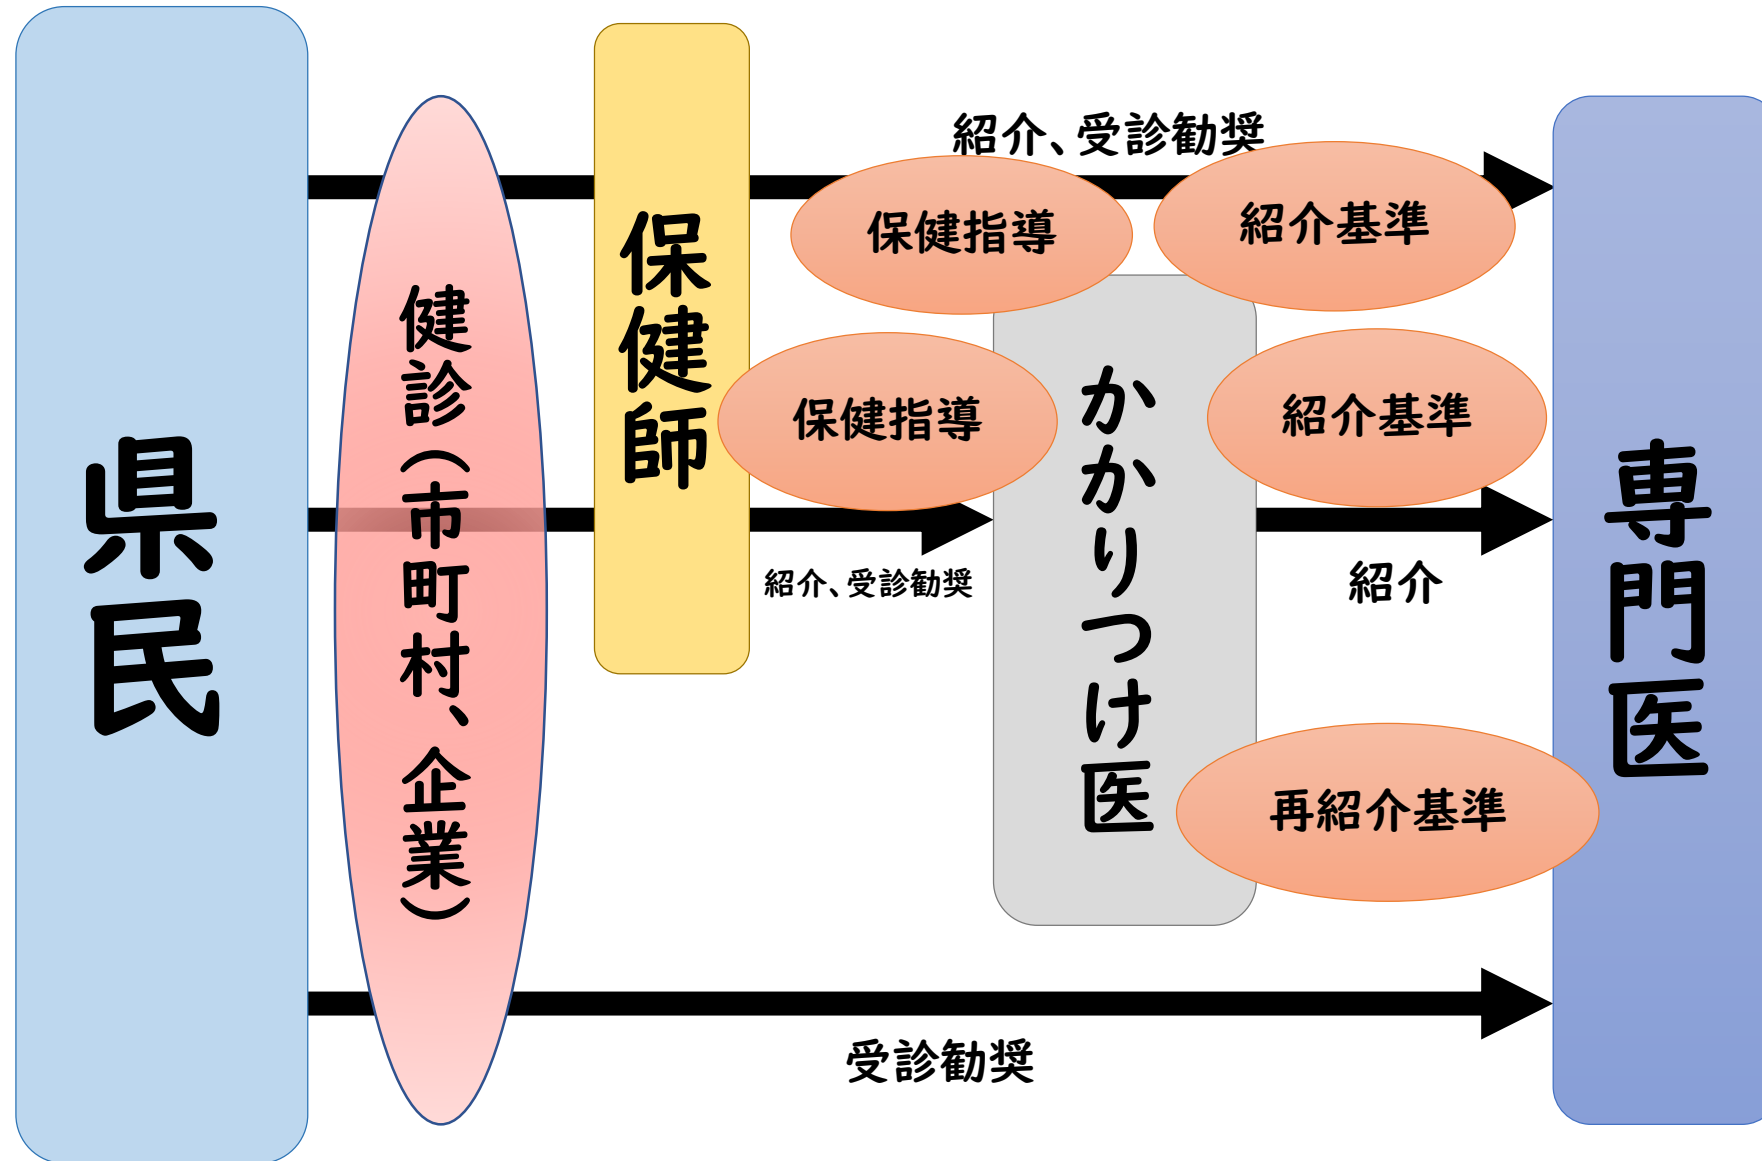 県民
健診（市町村、企業）
保健師
紹介、受診勧奨
保健指導
紹介基準
保健指導
紹介基準
かかりつけ医
紹介、受診勧奨
紹介
再紹介基準
専門医
受診勧奨